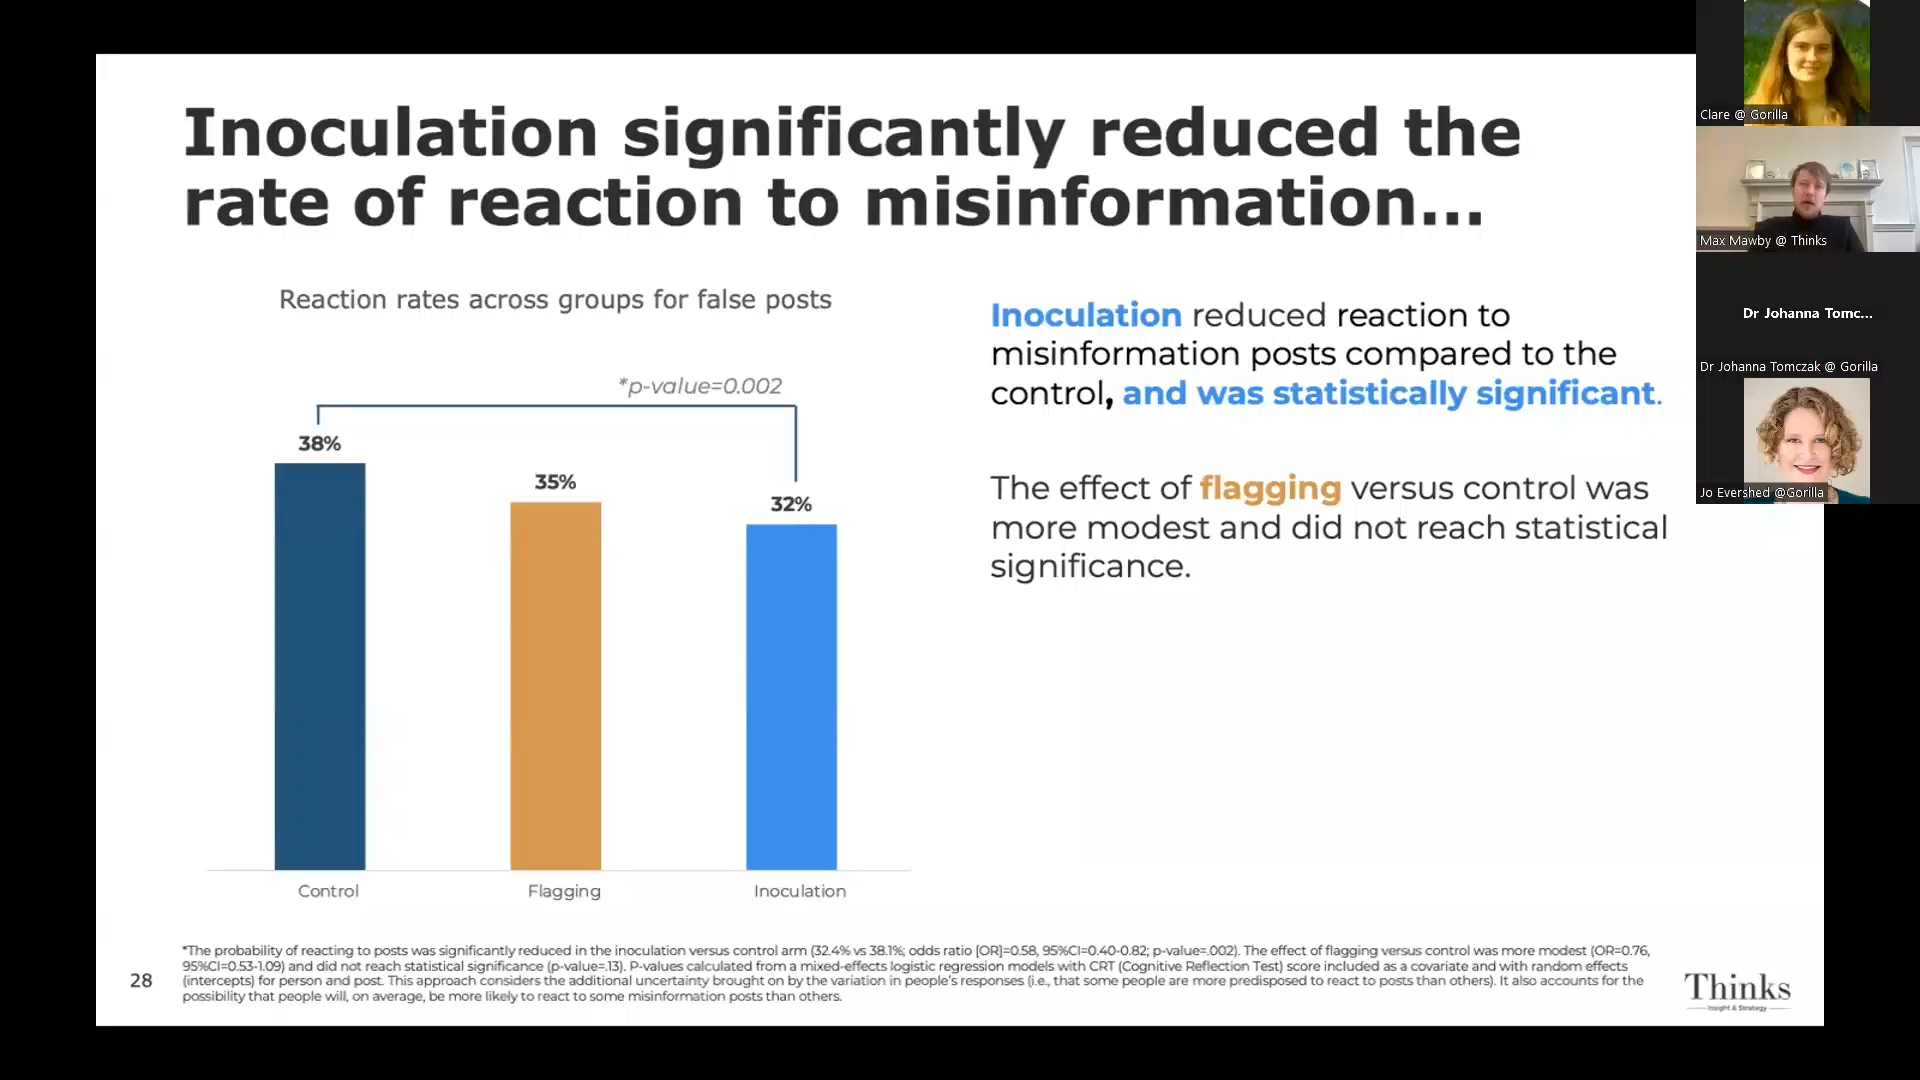 Inoculation significantly reduced the
rate of reaction to misinformation...
Reaction rates across groups for false posts
*p-value=0.002
38%
35%
32%
Control
Flagging
Inoculation
Inoculation reduced reaction to
misinformation posts compared to the
control, and was statistically significant.
The effect of flagging versus control was
more modest and did not reach statistical
significance.
*The probability of reacting to posts was significantly reduced in the inoculation versus control arm (32.4% vs 38.1%; odds ratio [OR]=0.58, 95%CI=0.40-0.82; p-value=.002). The effect of flagging versus control was more modest (OR=0.76,
95%CI=0.53-1.09) and did not reach statistical significance (p-value=.13). P-values calculated from a mixed-effects logistic regression models with CRT (Cognitive Reflection Test) score included as a covariate and with random effects
(intercepts) for person and post. This approach considers the additional uncertainty brought on by the variation in people's responses (i.e., that some people are more predisposed to react to posts than others). It also accounts for the
possibility that people will, on average, be more likely to react to some misinformation posts than others.
28
Thinks
Insight & Strategy
Clare @ Gorilla
Max Mawby @ Thinks
Dr Johanna Tomc...
Dr Johanna Tomczak @ Gorilla
Jo Evershed @Gorilla